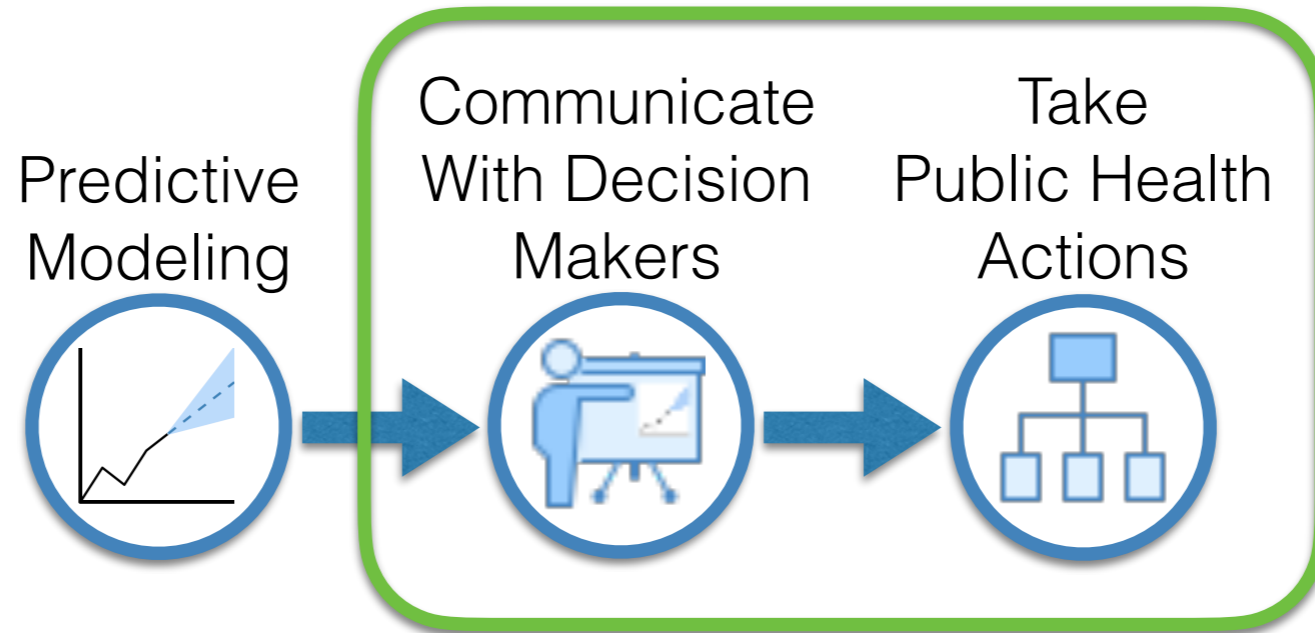 Predictive
Modeling
Communicate
With Decision
Makers
Take
Public Health
Actions